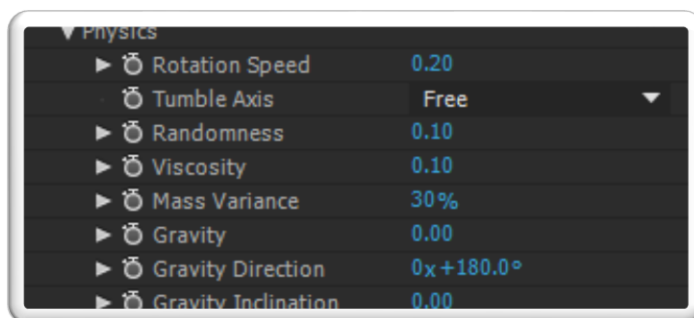 Physics
Rotation Speed 0.20
Tumble Axis Free
Randomness 0.10
Viscosity 0.10
Mass Variance 30%
Gravity 0.00
Gravity Direction 0x+180.0°
Gravity Inclination 0.00